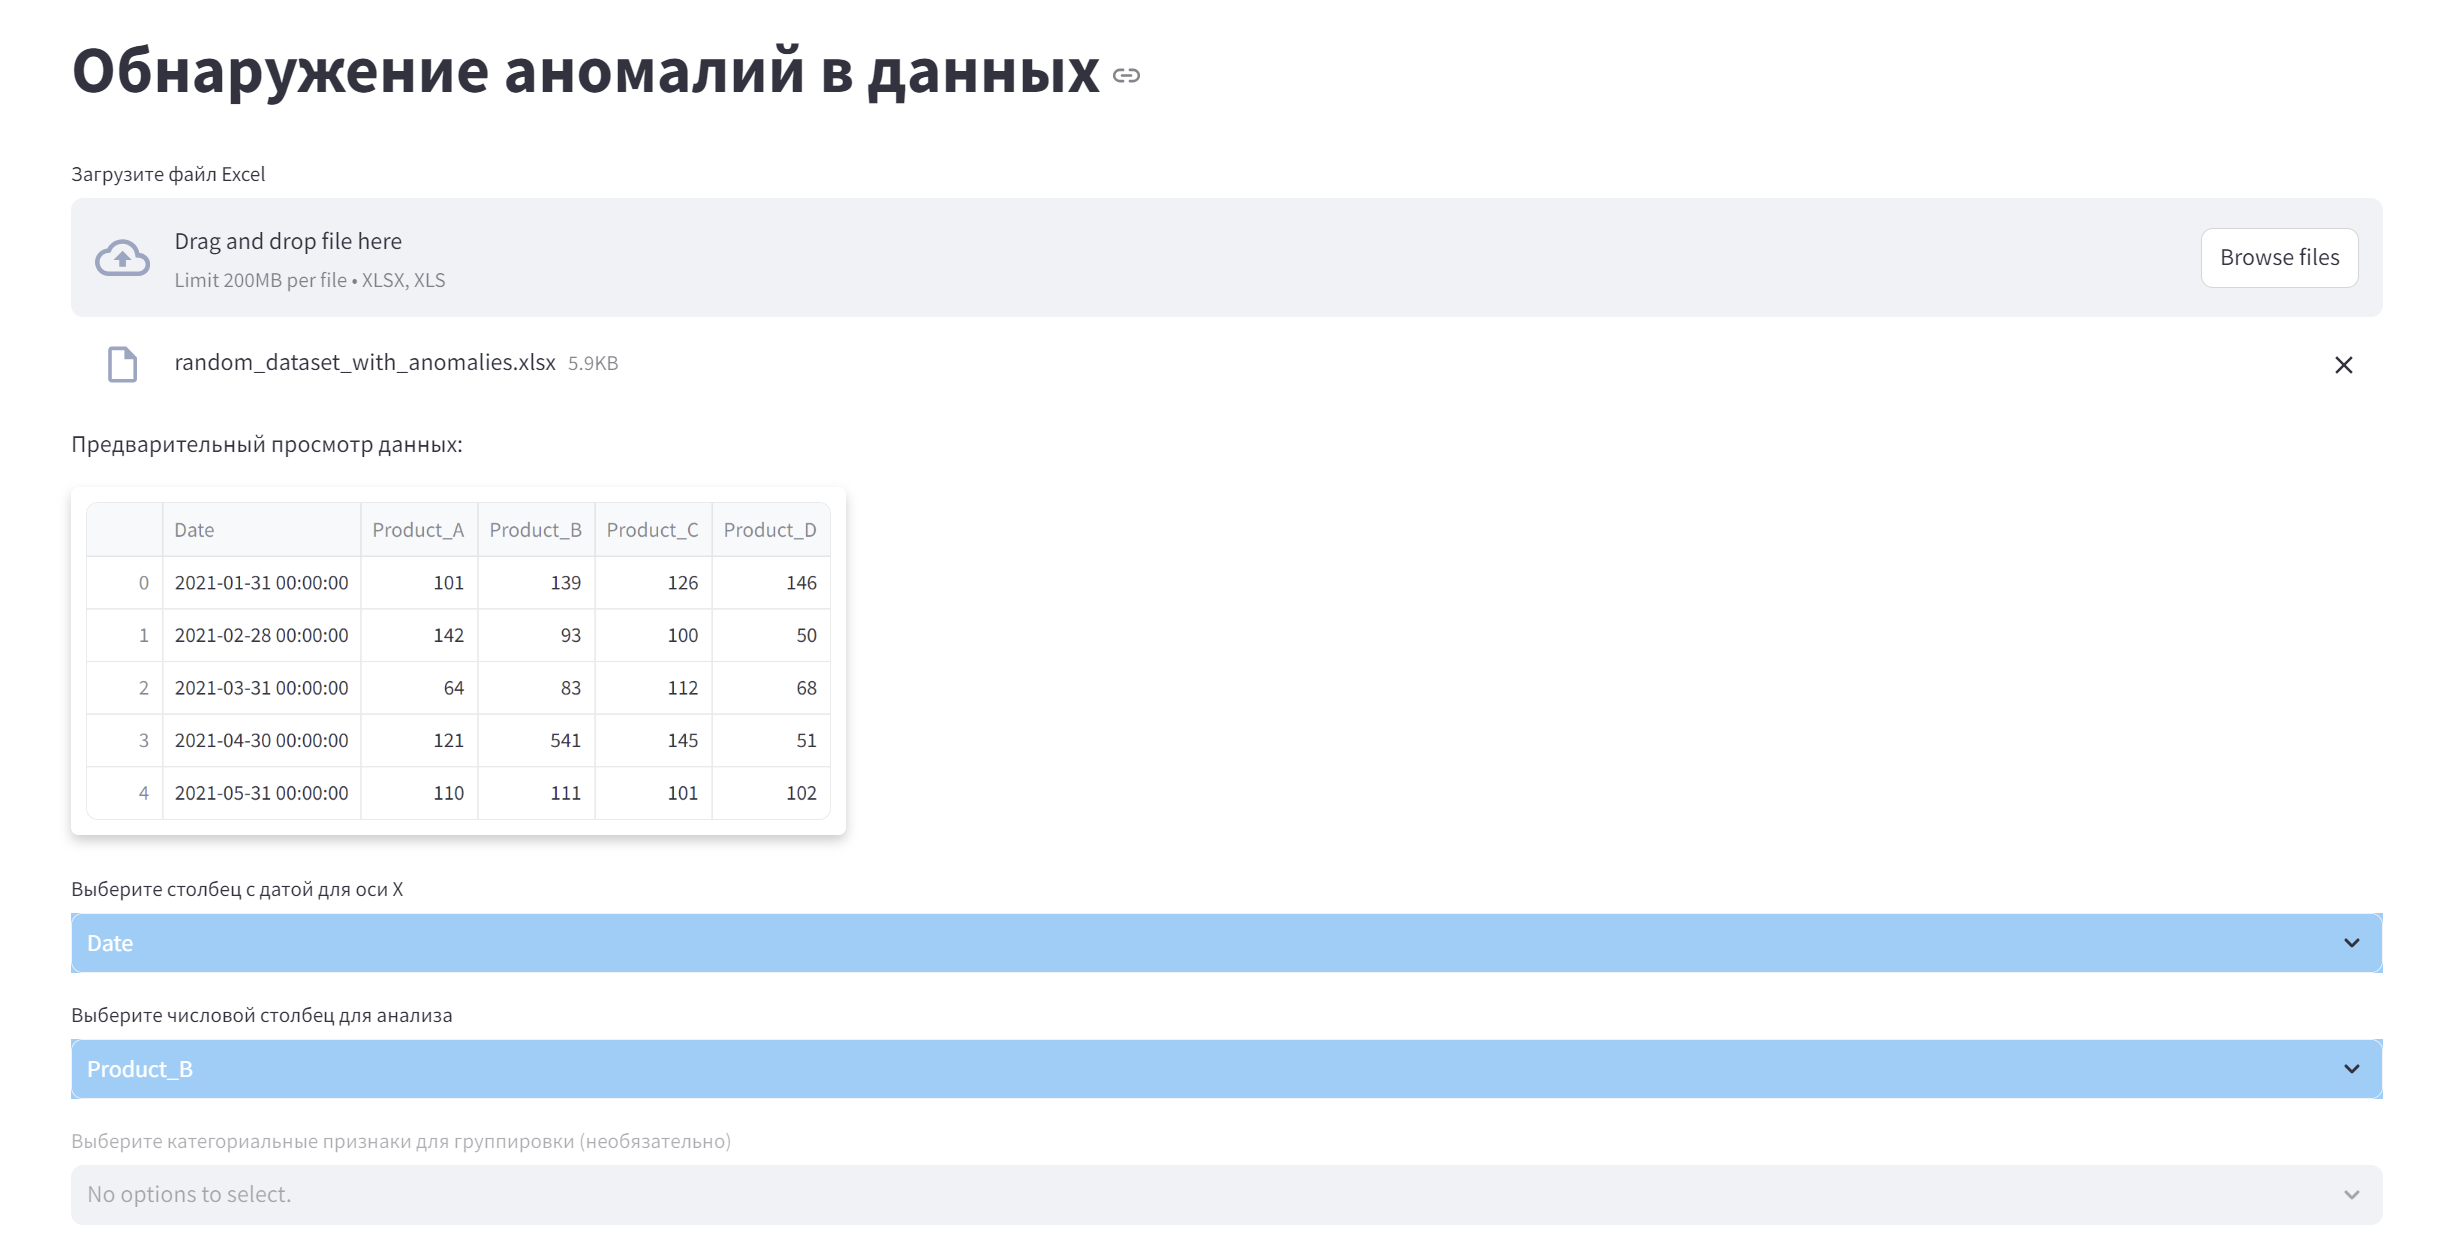 Обнаружение аномалий в данных
Загрузите файл Excel
Drag and drop file here
Limit 200MB per file • XLSX, XLS
Browse files
random_dataset_with_anomalies.xlsx 5.9KB
Предварительный просмотр данных:
Date Product_A Product_B Product_C Product_D
0 2021-01-31 00:00:00 101 139 126 146
1 2021-02-28 00:00:00 142 93 100 50
2 2021-03-31 00:00:00 64 83 112 68
3 2021-04-30 00:00:00 121 541 145 51
4 2021-05-31 00:00:00 110 111 101 102
Выберите столбец с датой для оси X
Date
Выберите числовой столбец для анализа
Product_B
Выберите категориальные признаки для группировки (необязательно)
No options to select.